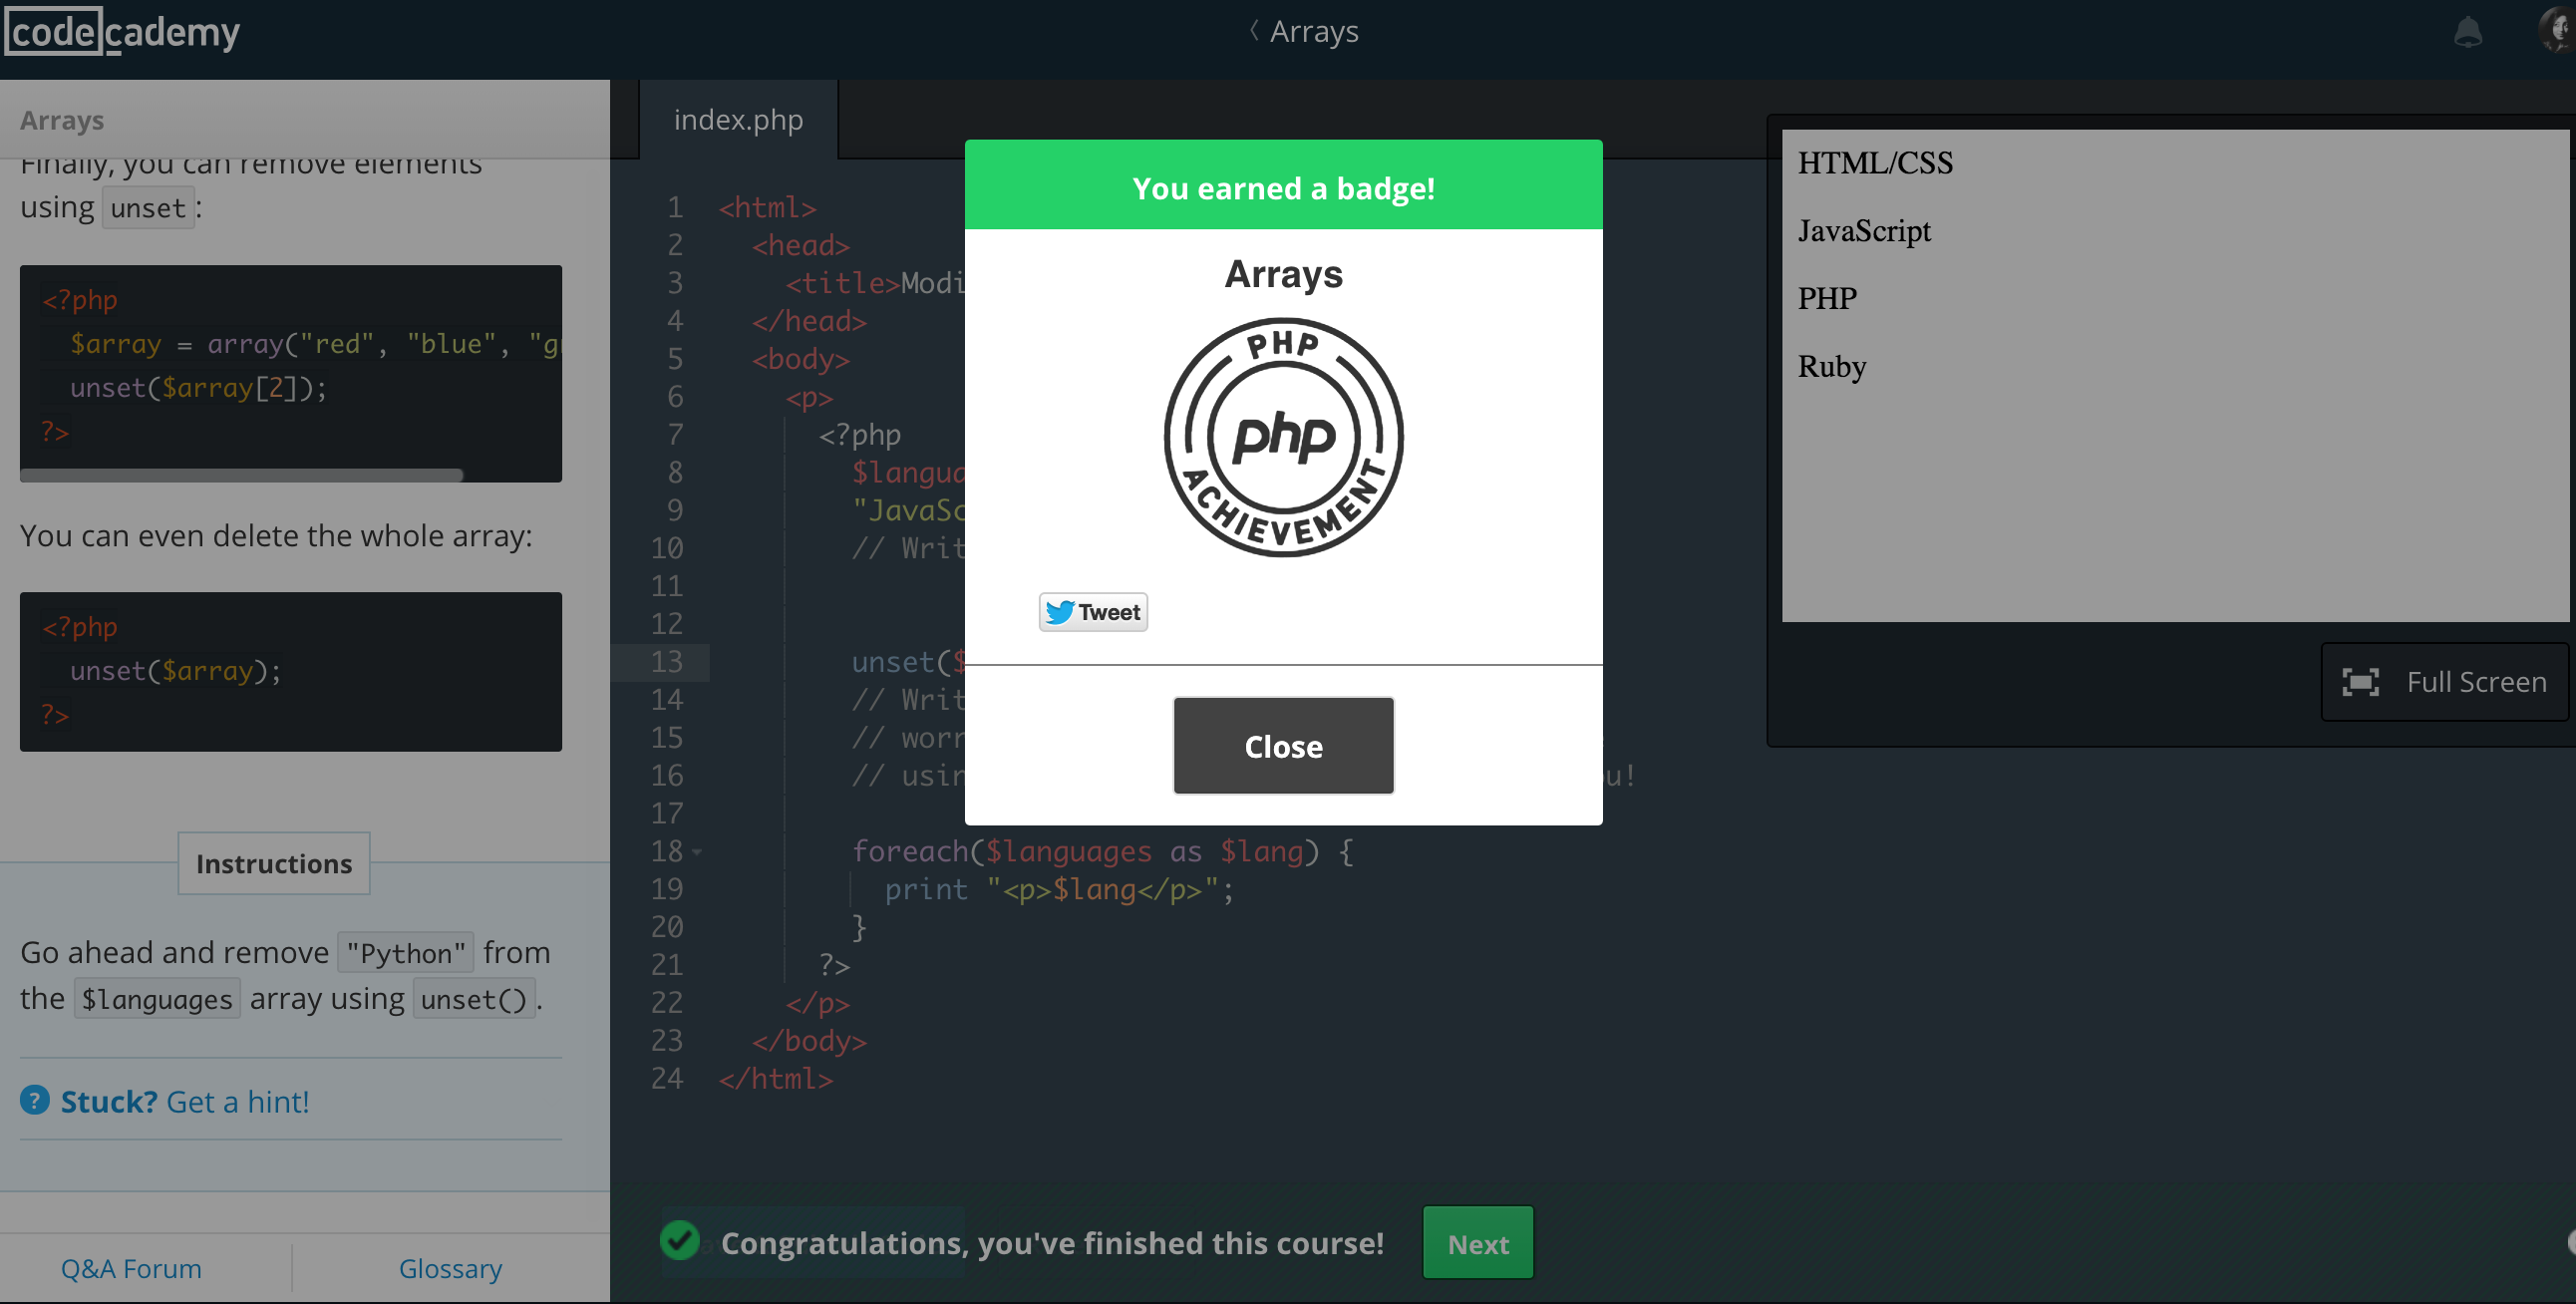 codecademy
Arrays
Arrays
Finally, you can remove elements
using unset:
<?php
$array = array("red", "blue", "g
unset($array[2]);
?>
You can even delete the whole array:
<?php
unset($array);
?>
Instructions
Go ahead and remove "Python" from
the $languages array using unset().
? Stuck? Get a hint!
Q&A Forum
Glossary
index.php
1 <html>
2 <head>
3 <title>Modi
4 </head>
5 <body>
6 <p>
7 <?php
8 $langua
9 "JavaSc
10 // Writ
11
12
13 unset($
14 // Writ
15 // worr
16 // usin u!
17
18 foreach($languages as $lang) {
19 print "<p>$lang</p>";
20 }
21 ?>
22 </p>
23 </body>
24 </html>
You earned a badge!
Arrays
PHP
php
ACHIEVEMENT
Tweet
Close
HTML/CSS
JavaScript
PHP
Ruby
Full Screen
Congratulations, you've finished this course!
Next